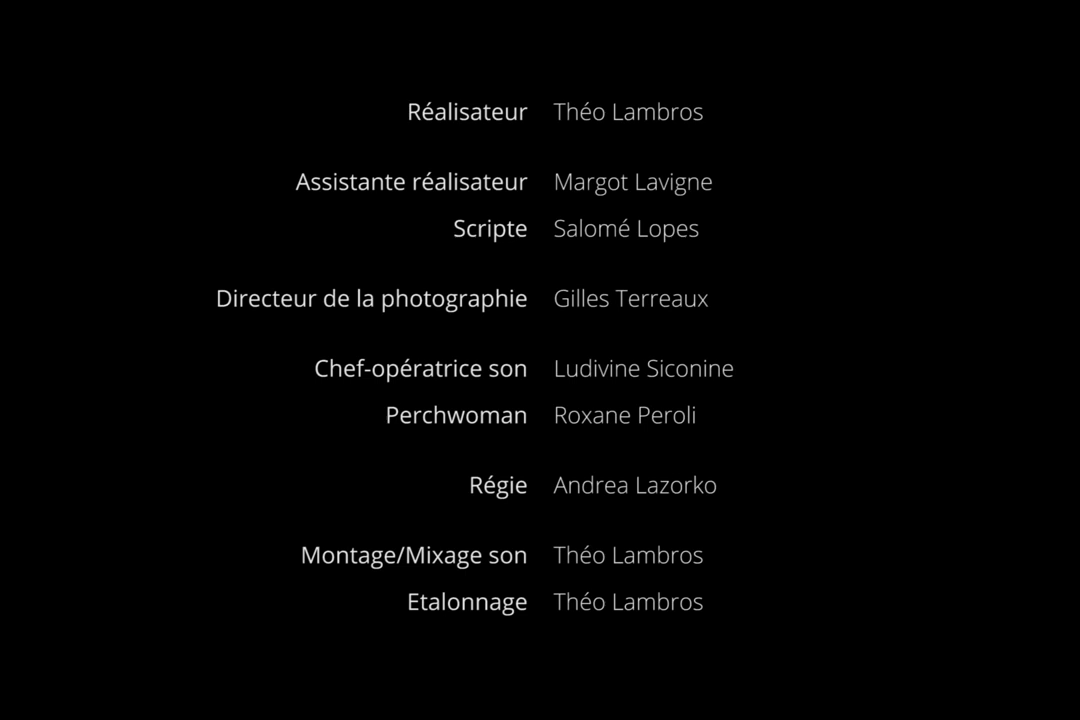 Réalisateur Théo Lambros
Assistante réalisateur Margot Lavigne
Scripte Salomé Lopes
Directeur de la photographie Gilles Terreaux
Chef-opératrice son Ludivine Siconine
Perchwoman Roxane Peroli
Régie Andrea Lazorko
Montage/Mixage son Théo Lambros
Etalonnage Théo Lambros